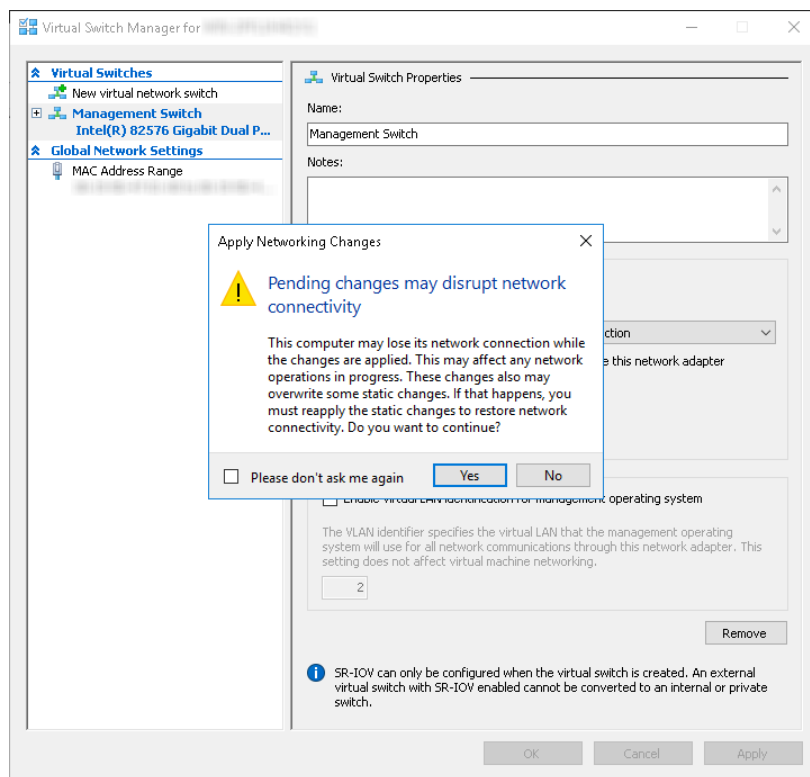 Virtual Switch Manager for
Virtual Switches
New virtual network switch
Management Switch
Intel(R) 82576 Gigabit Dual P...
Global Network Settings
MAC Address Range
Virtual Switch Properties
Name:
Management Switch
Notes:
Apply Networking Changes
Pending changes may disrupt network
connectivity
This computer may lose its network connection while
the changes are applied. This may affect any network
operations in progress. These changes also may
overwrite some static changes. If that happens, you
must reapply the static changes to restore network
connectivity. Do you want to continue?
Please don't ask me again
Yes
No
ction
e this network adapter
Enable virtual LAN identification for management operating system
The VLAN identifier specifies the virtual LAN that the management operating
system will use for all network communications through this network adapter. This
setting does not affect virtual machine networking.
2
Remove
SR-IOV can only be configured when the virtual switch is created. An external
virtual switch with SR-IOV enabled cannot be converted to an internal or private
switch.
OK
Cancel
Apply